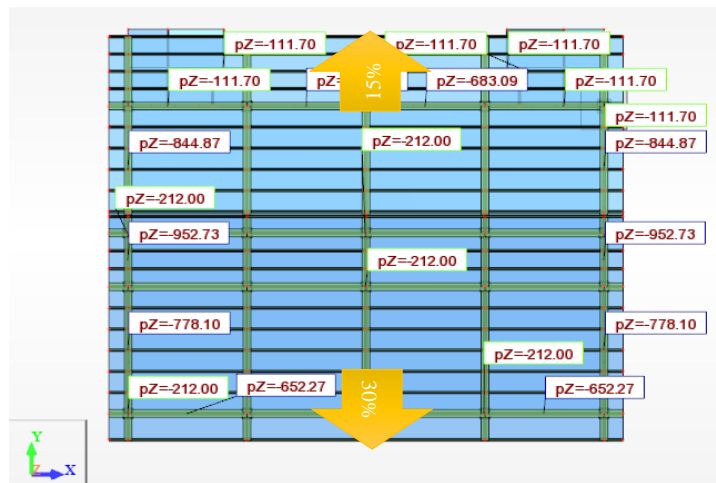 pZ=-111.70
pZ=-111.70
pZ=-111.70
pZ=-111.70
15%
pZ=-683.09
pZ=-111.70
pZ=-111.70
pZ=-844.87
pZ=-212.00
pZ=-844.87
pZ=-212.00
pZ=-952.73
pZ=-952.73
pZ=-212.00
pZ=-778.10
pZ=-778.10
pZ=-212.00
pZ=-212.00
pZ=-652.27
30%
pZ=-652.27
Y
Z
X